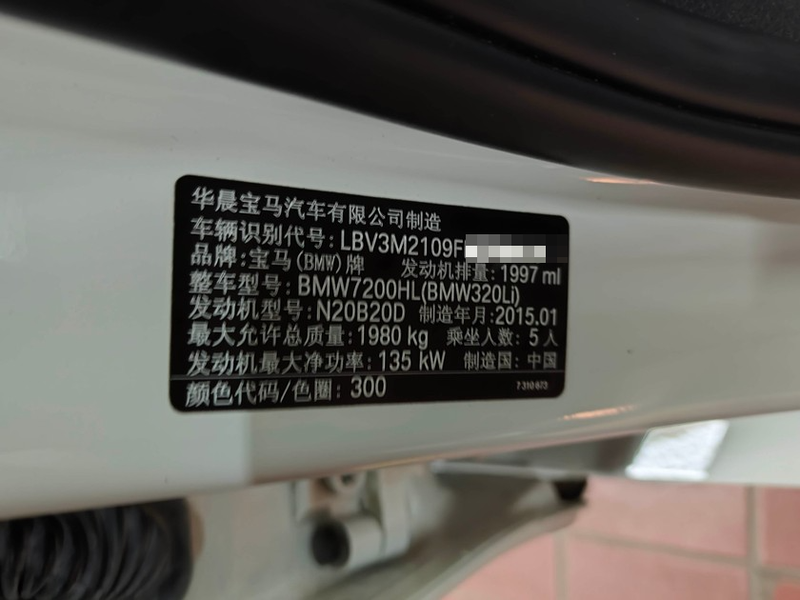 华晨宝马汽车有限公司制造
车辆识别代号: LBV3M2109F
品牌: 宝马(BMW)牌 发动机排量: 1997 ml
整车型号: BMW7200HL(BMW320Li)
发动机型号: N20B20D 制造年月: 2015.01
最大允许总质量: 1980 kg 乘坐人数: 5 人
发动机最大净功率: 135 kW 制造国: 中国
颜色代码/色圈: 300 7 310 673